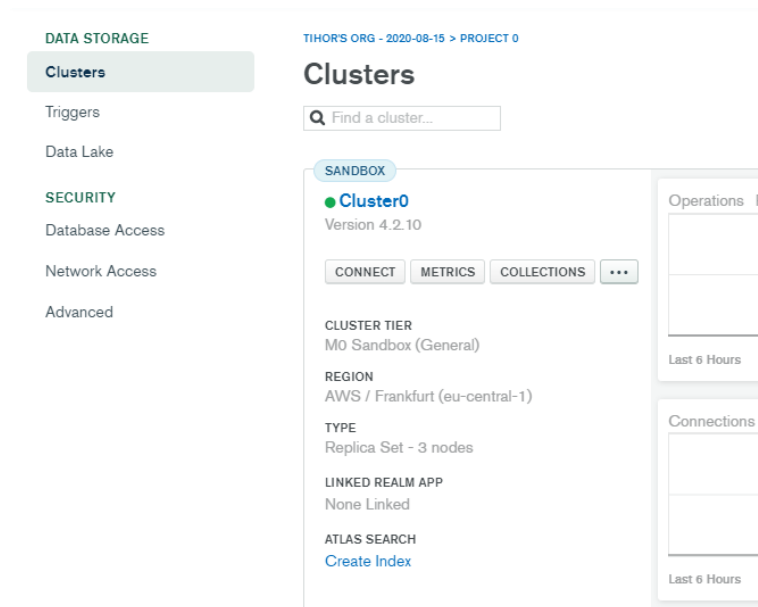 DATA STORAGE
Clusters
Triggers
Data Lake
SECURITY
Database Access
Network Access
Advanced
TIHOR'S ORG - 2020-08-15 > PROJECT 0
Clusters
Find a cluster...
SANDBOX
Cluster0
Version 4.2.10
CONNECT METRICS COLLECTIONS ...
CLUSTER TIER
M0 Sandbox (General)
REGION
AWS / Frankfurt (eu-central-1)
TYPE
Replica Set - 3 nodes
LINKED REALM APP
None Linked
ATLAS SEARCH
Create Index
Operations
Last 6 Hours
Connections
Last 6 Hours